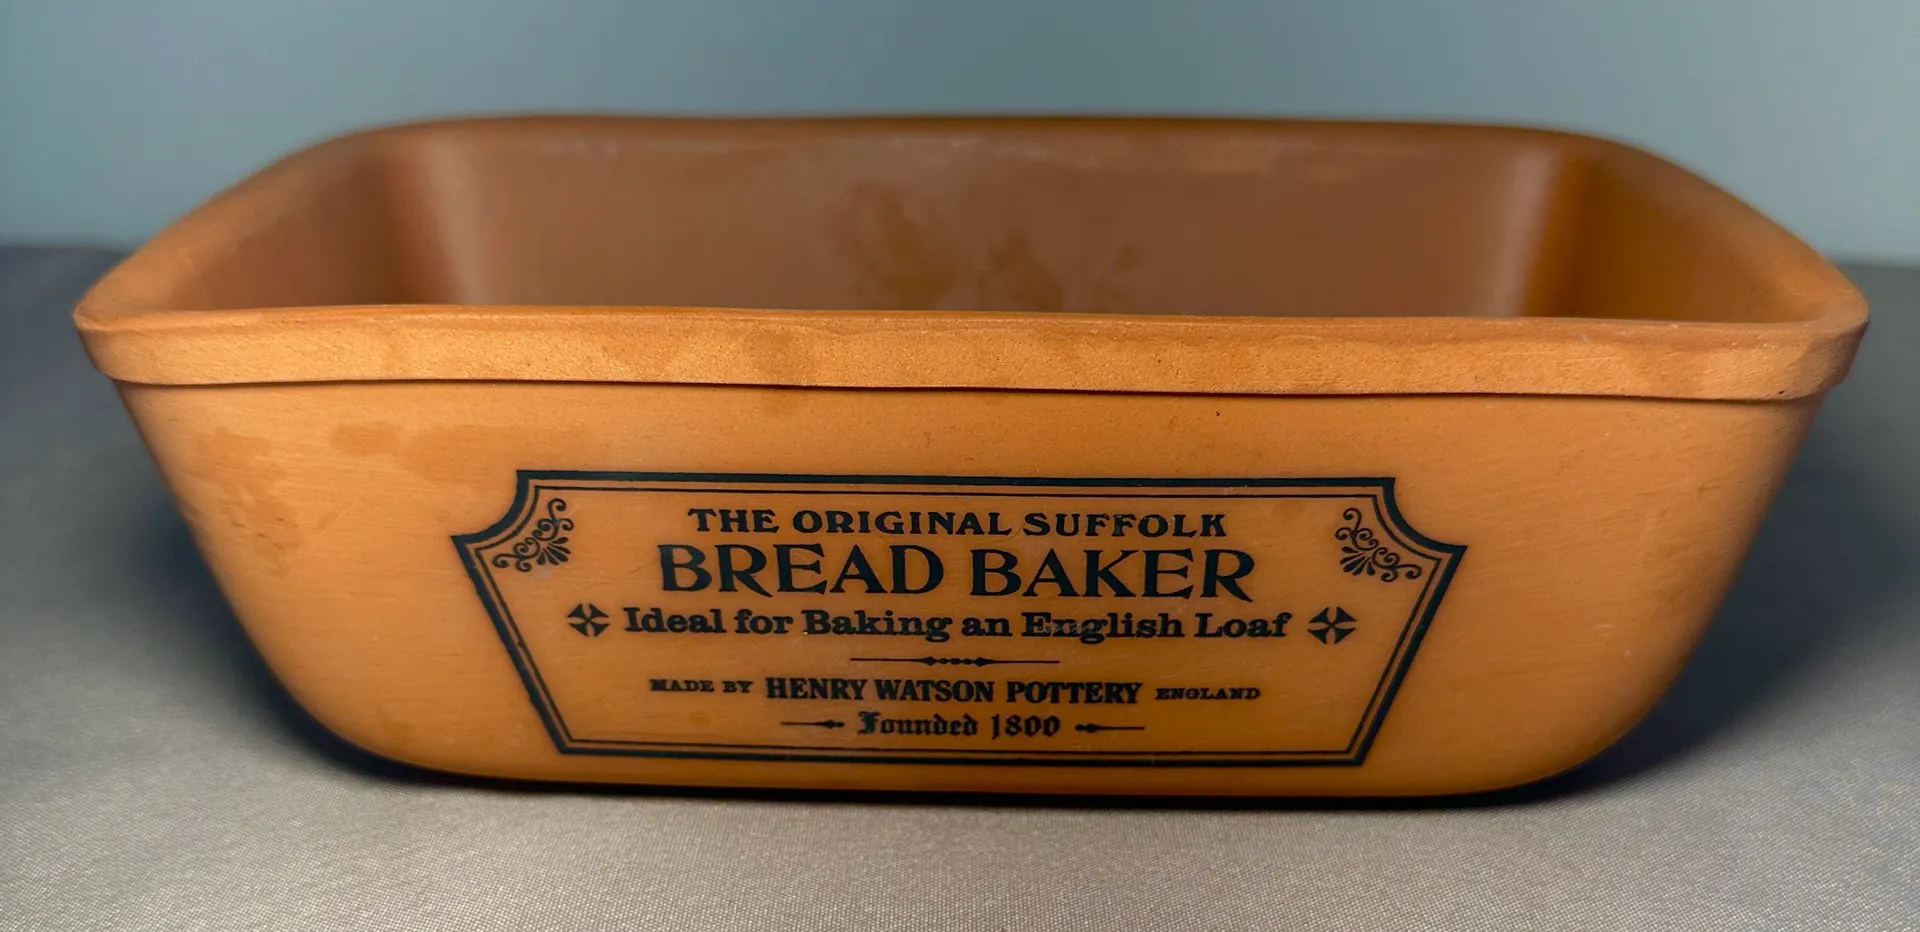 THE ORIGINAL SUFFOLK
BREAD BAKER
Ideal for Baking an English Loaf
MADE BY HENRY WATSON POTTERY ENGLAND
Founded 1800